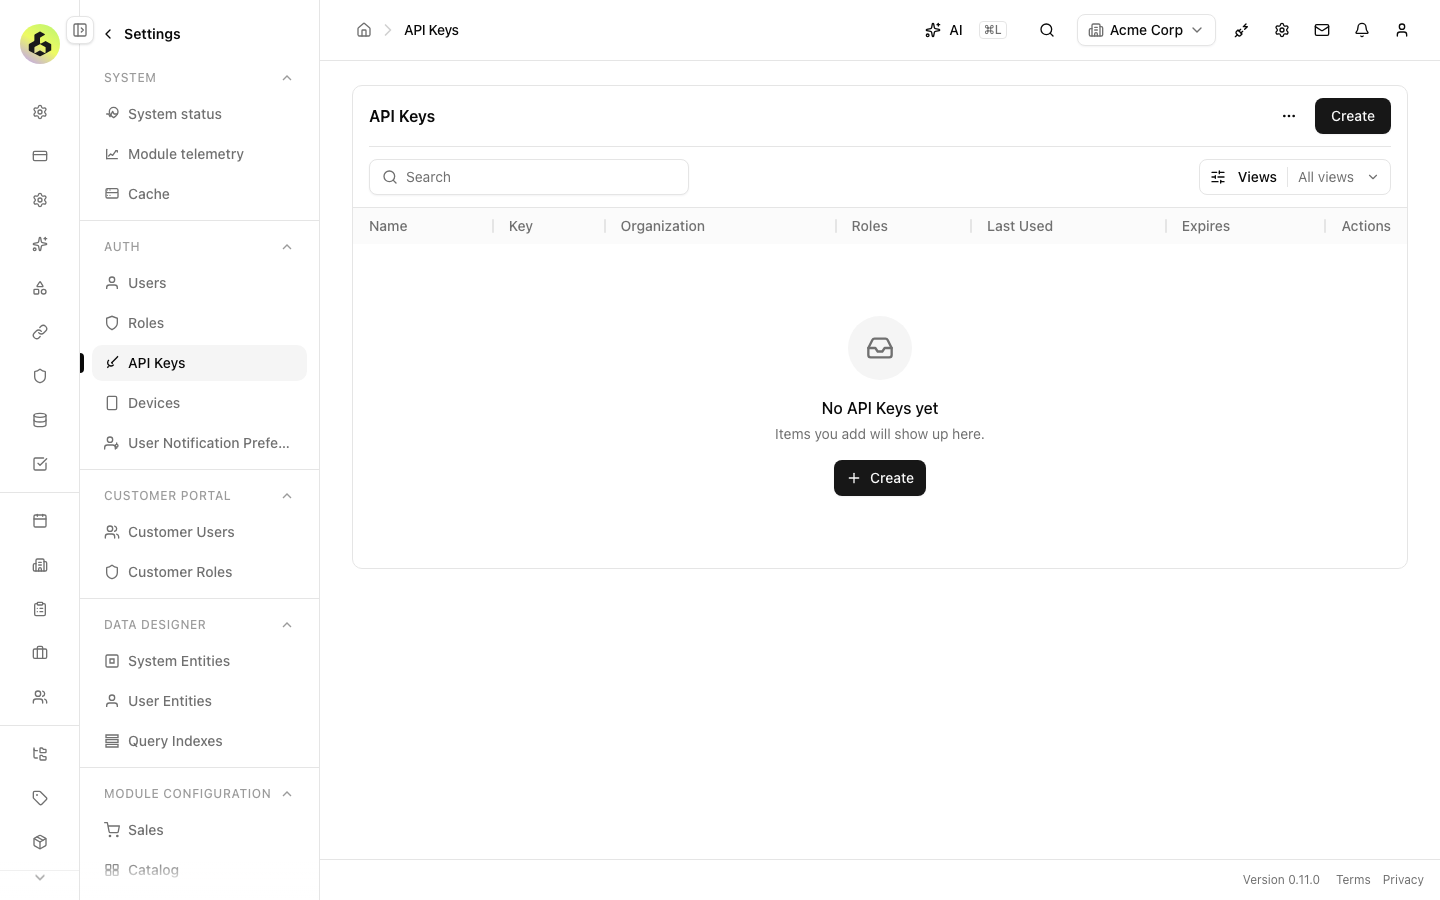 Settings
SYSTEM
System status
Module telemetry
Cache
AUTH
Users
Roles
API Keys
Devices
User Notification Prefe...
CUSTOMER PORTAL
Customer Users
Customer Roles
DATA DESIGNER
System Entities
User Entities
Query Indexes
MODULE CONFIGURATION
Sales
Catalog
API Keys
AI ⌘L
Acme Corp
API Keys
Create
Search
Views All views
Name Key Organization Roles Last Used Expires Actions
No API Keys yet
Items you add will show up here.
Create
Version 0.11.0 Terms Privacy